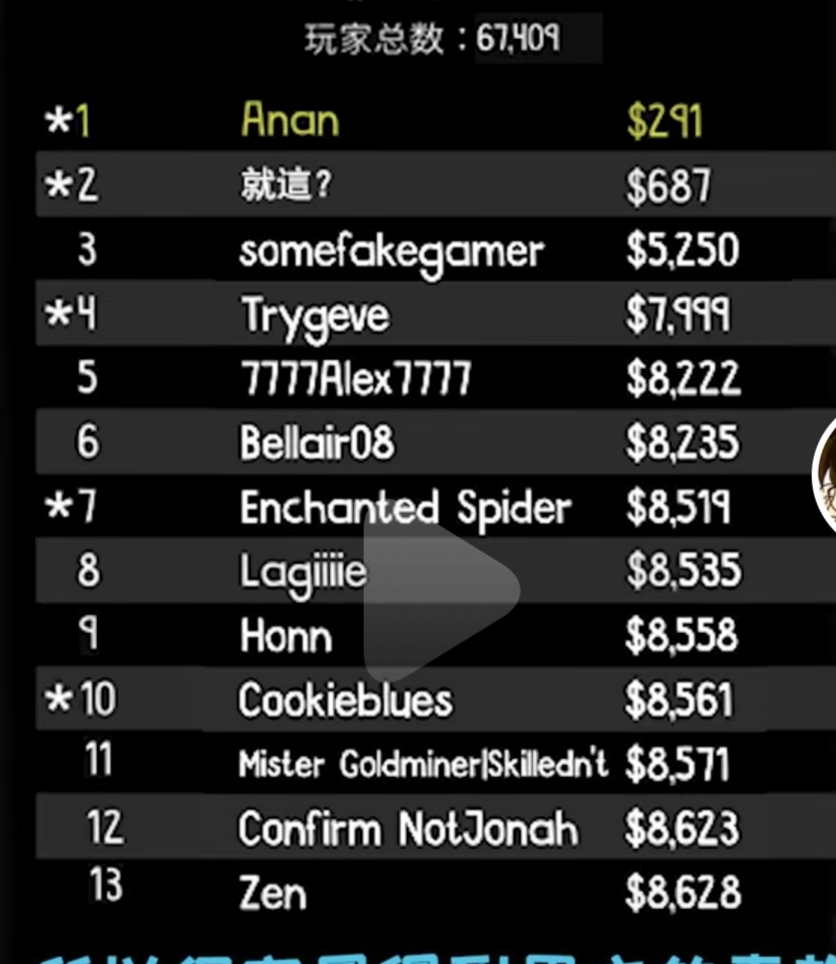 玩家总数：67,409
*1 Anan $291
*2 就這? $687
3 somefakegamer $5,250
*4 Trygeve $7,999
5 7777Alex7777 $8,222
6 Bellair08 $8,235
*7 Enchanted Spider $8,519
8 Lagiiiie $8,535
9 Honn $8,558
*10 Cookieblues $8,561
11 Mister Goldminer|Skilledn't $8,571
12 Confirm NotJonah $8,623
13 Zen $8,628